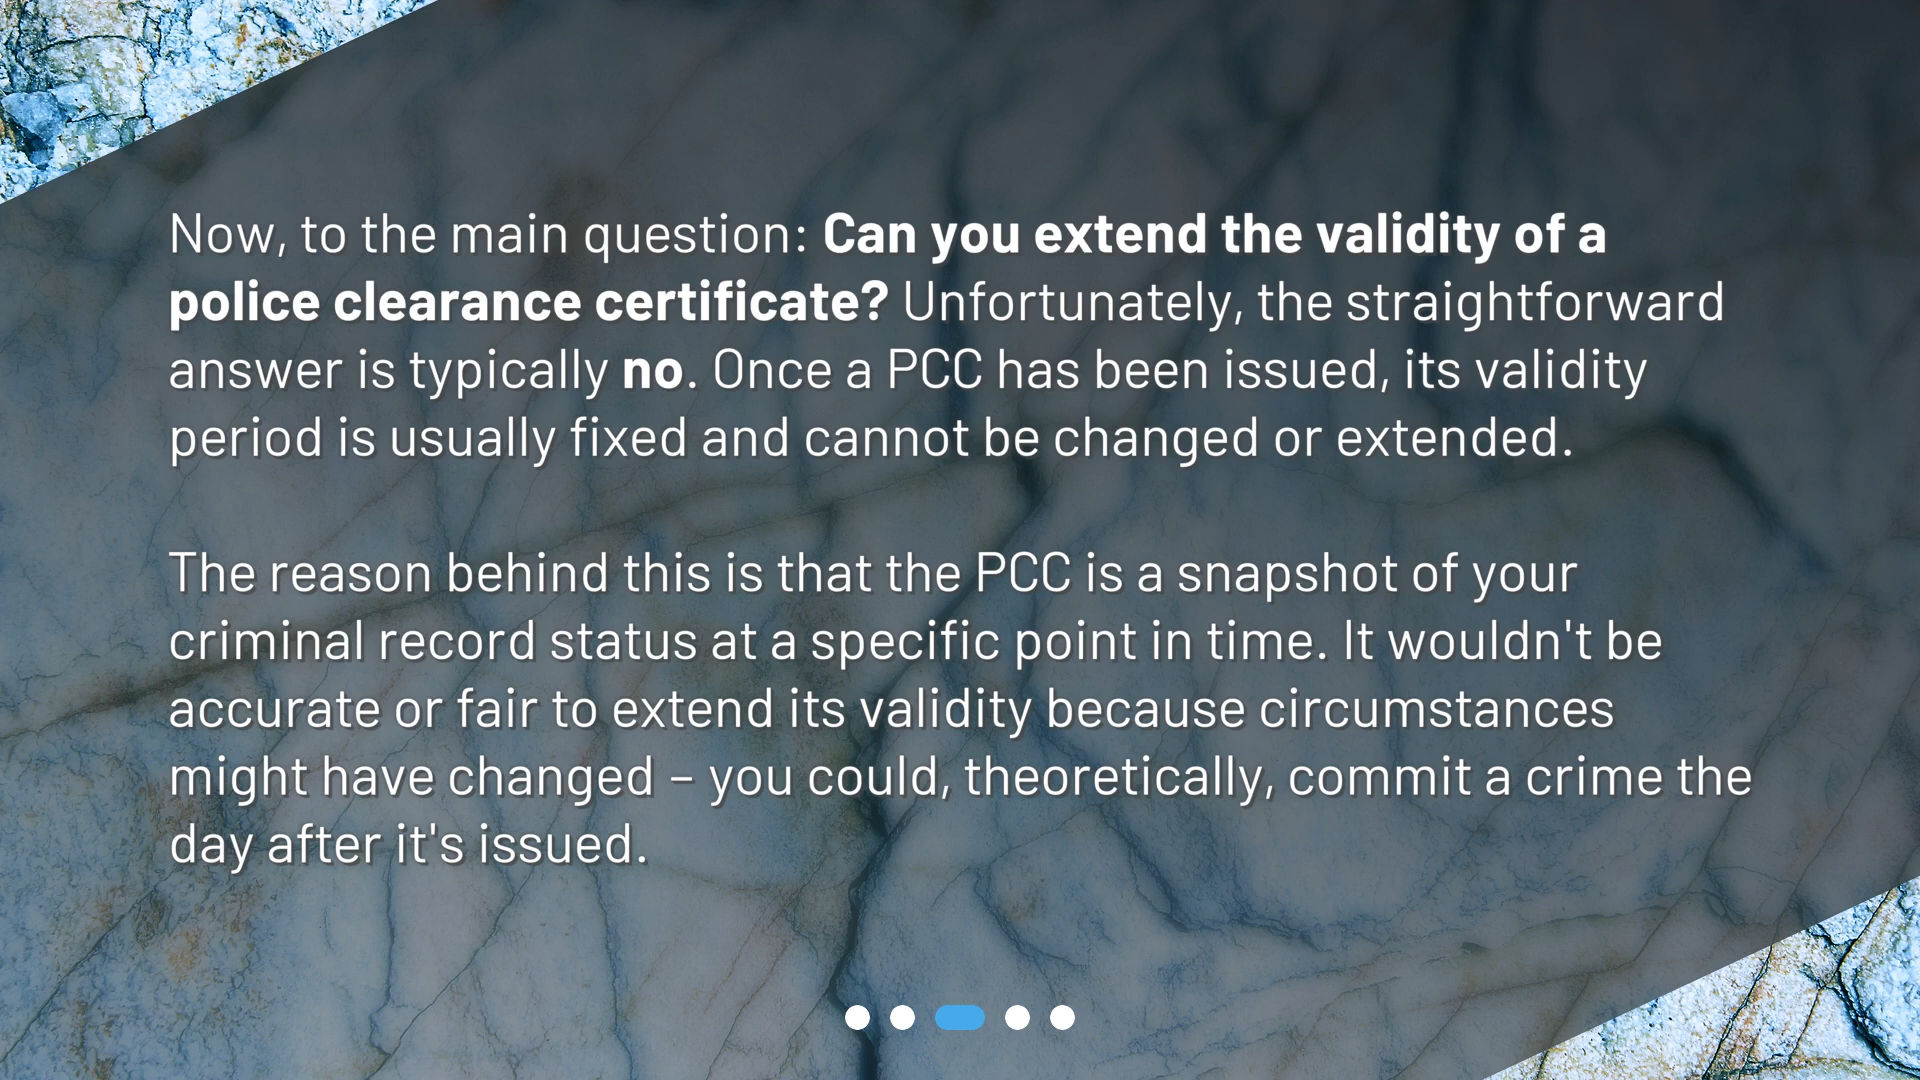 Now, to the main question: Can you extend the validity of a
police clearance certificate? Unfortunately, the straightforward
answer is typically no. Once a PCC has been issued, its validity
period is usually fixed and cannot be changed or extended.
The reason behind this is that the PCC is a snapshot of your
criminal record status at a specific point in time. It wouldn't be
accurate or fair to extend its validity because circumstances
might have changed – you could, theoretically, commit a crime the
day after it's issued.